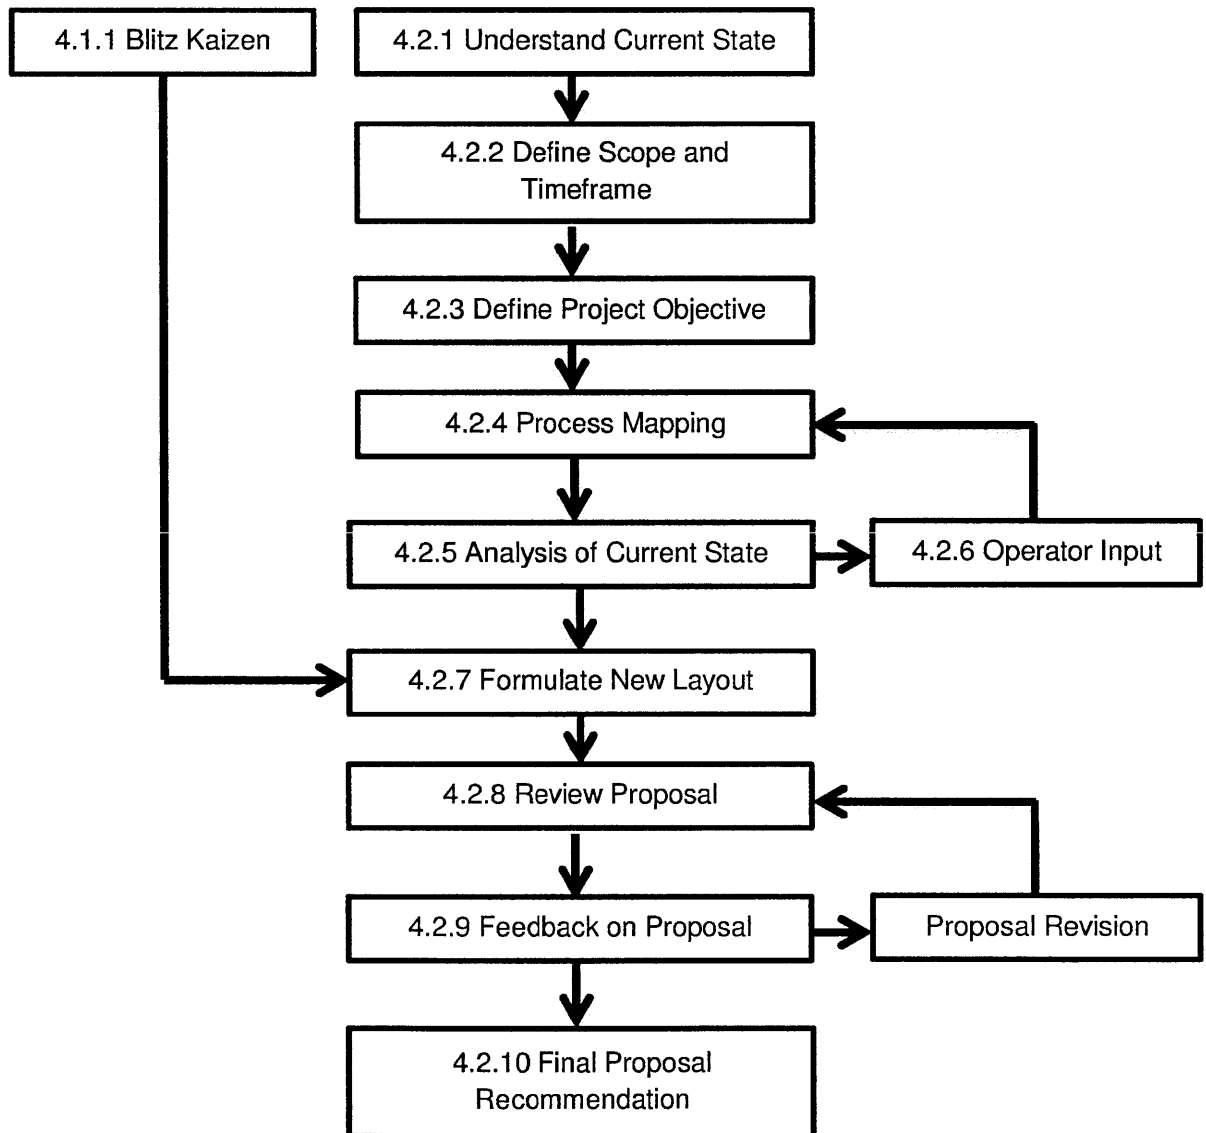 4.1.1 Blitz Kaizen
4.2.1 Understand Current State
4.2.2 Define Scope and
Timeframe
4.2.3 Define Project Objective
4.2.4 Process Mapping
4.2.5 Analysis of Current State
4.2.6 Operator Input
4.2.7 Formulate New Layout
4.2.8 Review Proposal
4.2.9 Feedback on Proposal
Proposal Revision
4.2.10 Final Proposal
Recommendation